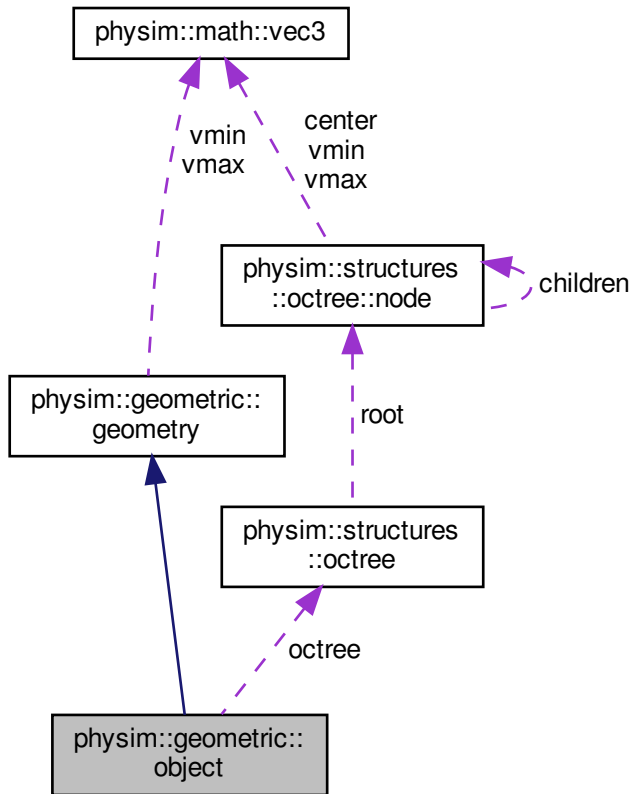 physim::math::vec3
vmin
vmax
center
vmin
vmax
physim::structures
::octree::node
children
physim::geometric::
geometry
root
physim::structures
::octree
octree
physim::geometric::
object